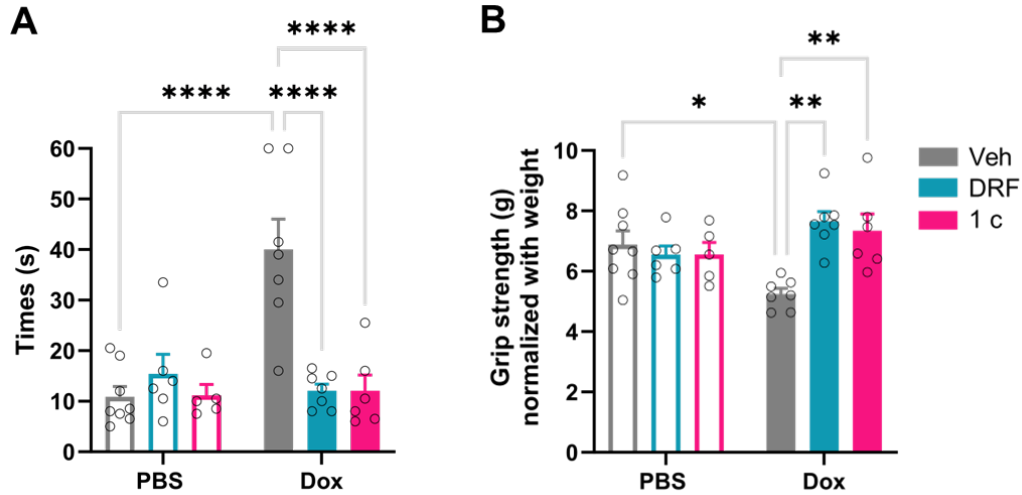 A
****
**** ****
Times (s)
60
50
40
30
20
10
0
PBS Dox
B
**
* **
Grip strength (g)
normalized with weight
10
8
6
4
2
0
PBS Dox
Veh
DRF
1 c